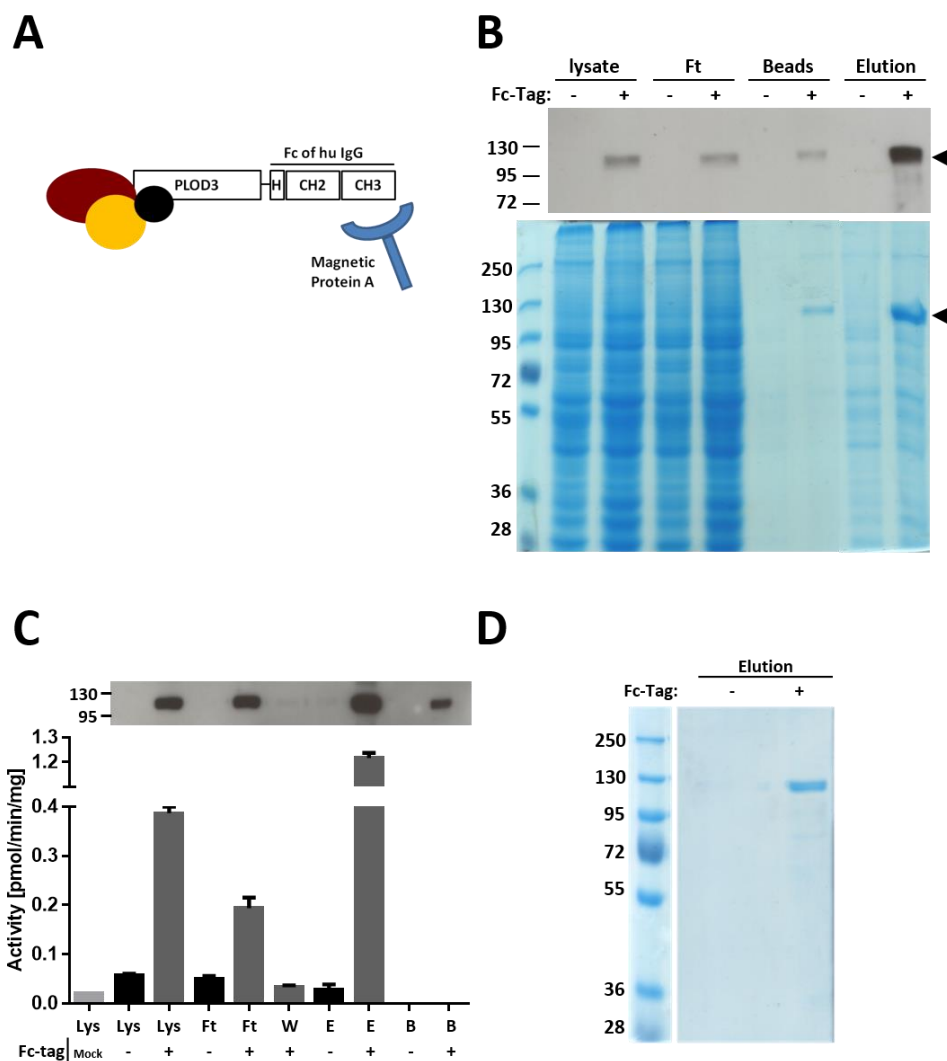 A
Fc of hu IgG
PLOD3
H
CH2
CH3
Magnetic
Protein A
B
lysate Ft Beads Elution
Fc-Tag: - + - + - + - +
130
95
72
250
130
95
72
55
36
28
C
130
95
1.3
1.2
0.4
0.3
0.2
0.1
0.0
Activity [pmol/min/mg]
Lys Lys Lys Ft Ft W E E B B
Fc-tag Mock - + - + + - + - +
D
Elution
Fc-Tag: - +
250
130
95
72
55
36
28